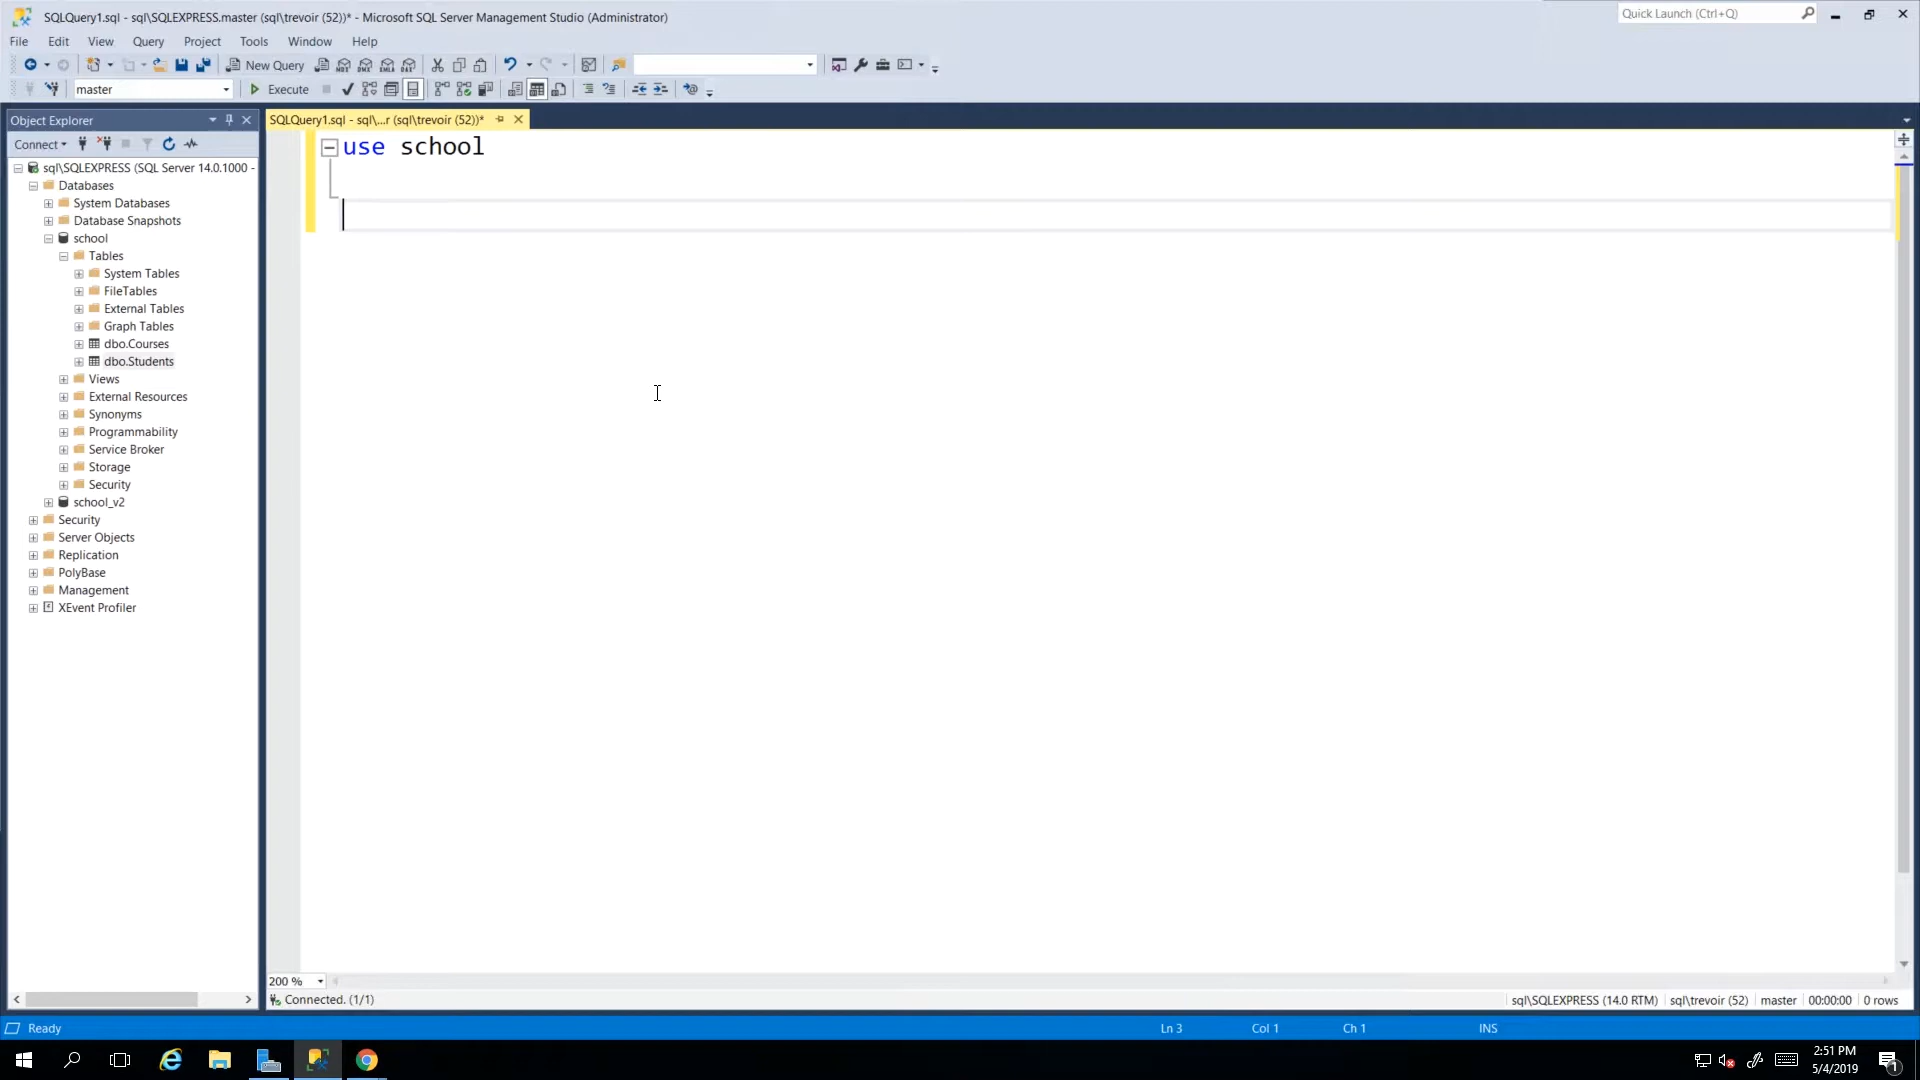 SQLQuery1.sql - sql\SQLEXPRESS.master (sql\trevoir (52))* - Microsoft SQL Server Management Studio (Administrator)
Quick Launch (Ctrl+Q)
File Edit View Query Project Tools Window Help
New Query
master
Execute
Object Explorer
SQLQuery1.sql - sql\...r (sql\trevoir (52))*
Connect
use school
sql\SQLEXPRESS (SQL Server 14.0.1000 -
Databases
System Databases
Database Snapshots
school
Tables
System Tables
FileTables
External Tables
Graph Tables
dbo.Courses
dbo.Students
Views
External Resources
Synonyms
Programmability
Service Broker
Storage
Security
school_v2
Security
Server Objects
Replication
PolyBase
Management
XEvent Profiler
200 %
Connected. (1/1)
sql\SQLEXPRESS (14.0 RTM) sql\trevoir (52) master 00:00:00 0 rows
Ready
Ln 3 Col 1 Ch 1 INS
2:51 PM
5/4/2019
1